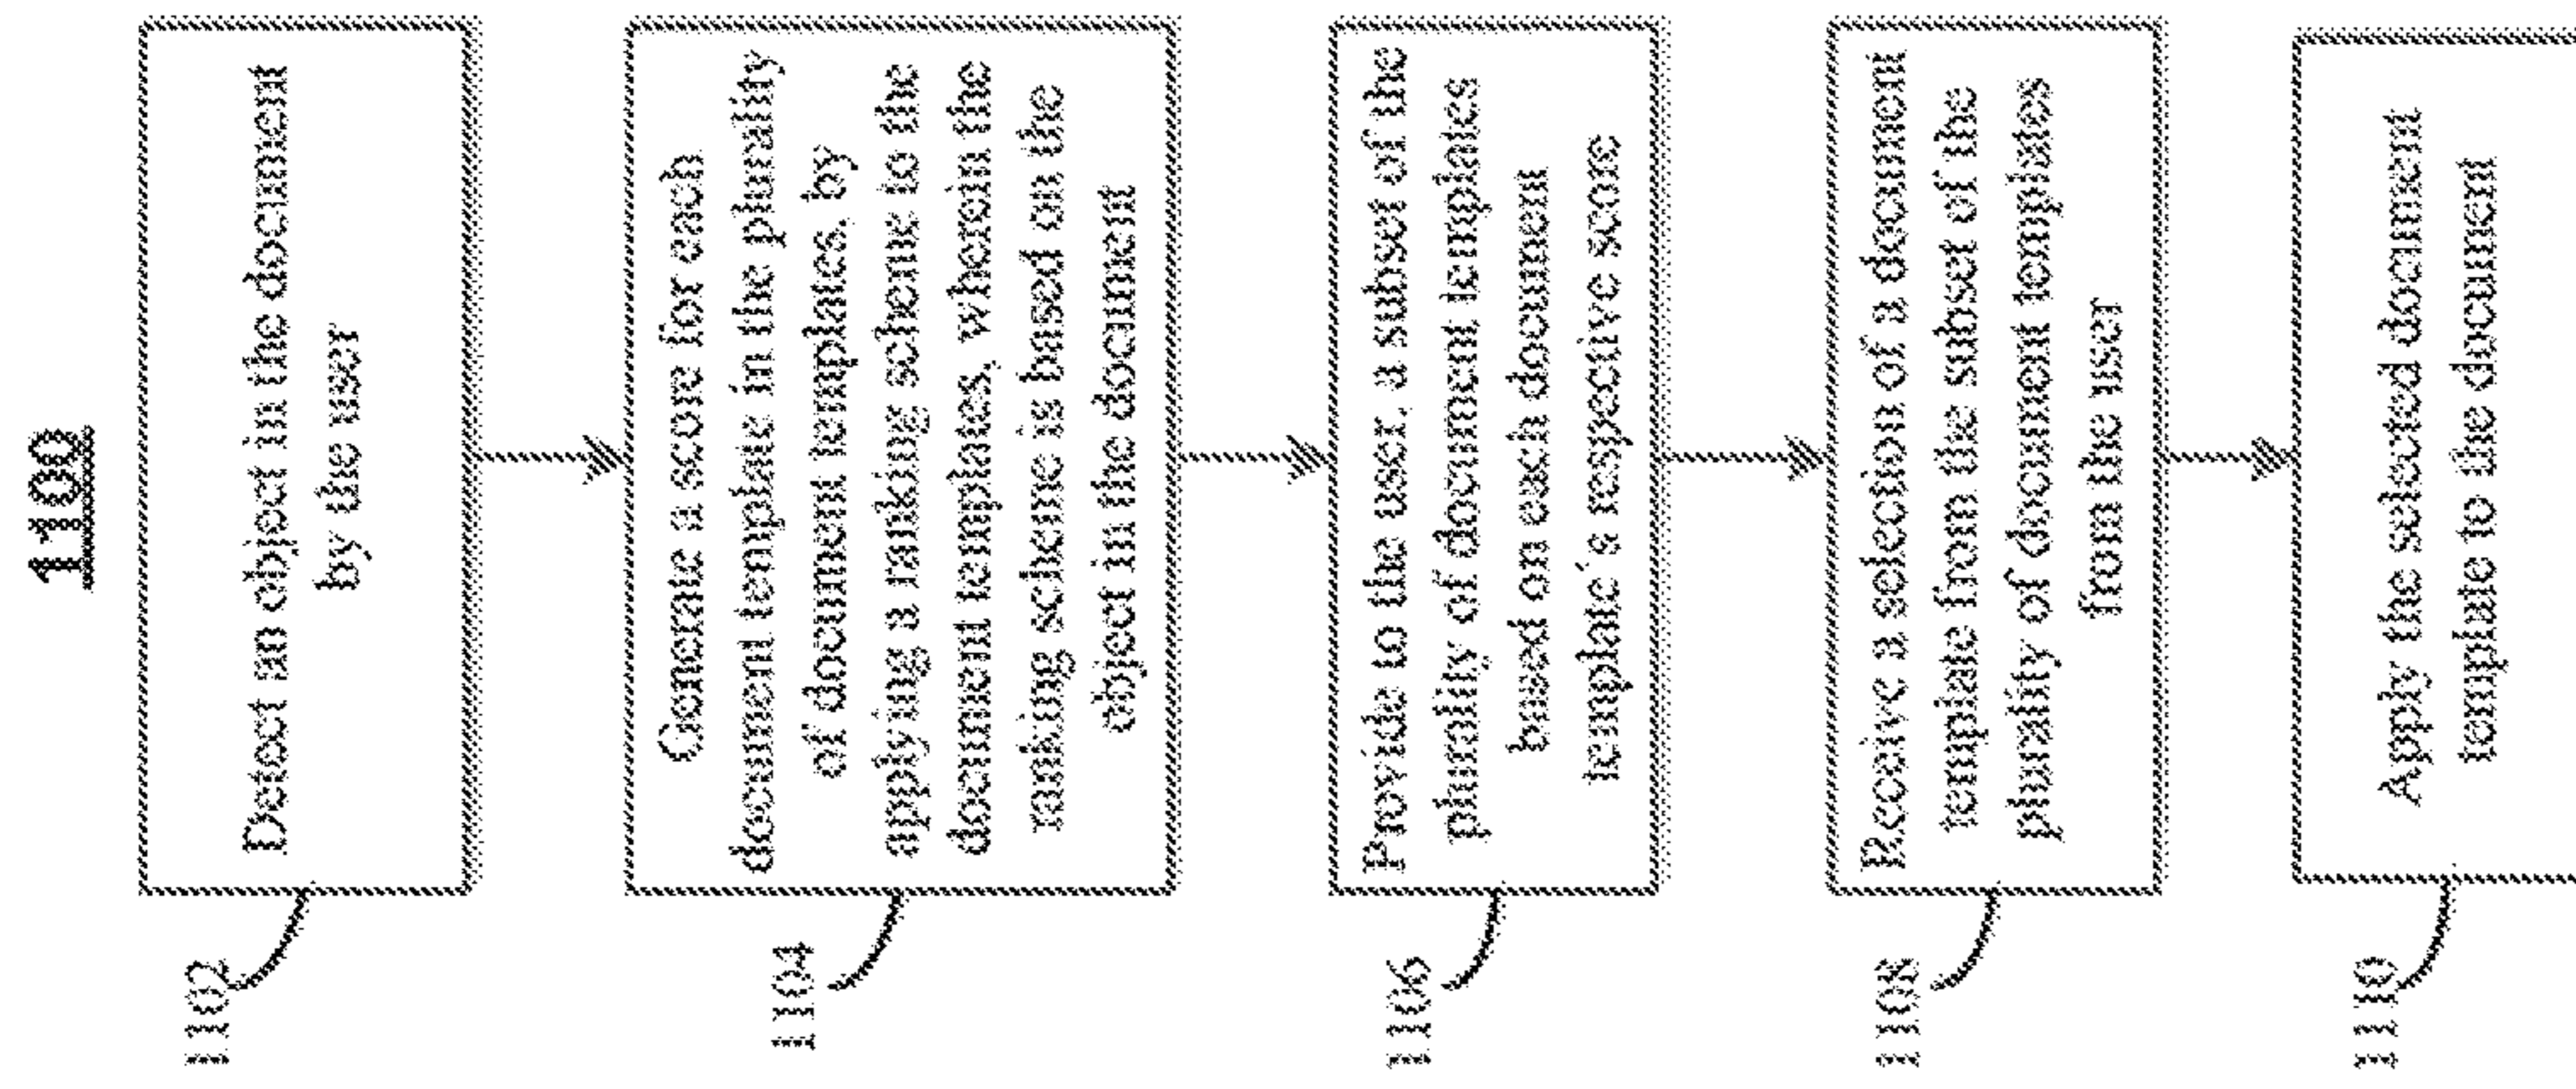 1100
1102
Detect an object in the document
by the user
1104
Generate a score for each
document template in the plurality
of document templates, by
applying a ranking scheme to the
document templates, wherein the
ranking scheme is based on the
object in the document
1106
Provide to the user, a subset of the
plurality of document templates
based on each document
template's respective score
1108
Receive a selection of a document
template from the subset of the
plurality of document templates
from the user
1110
Apply the selected document
template to the document